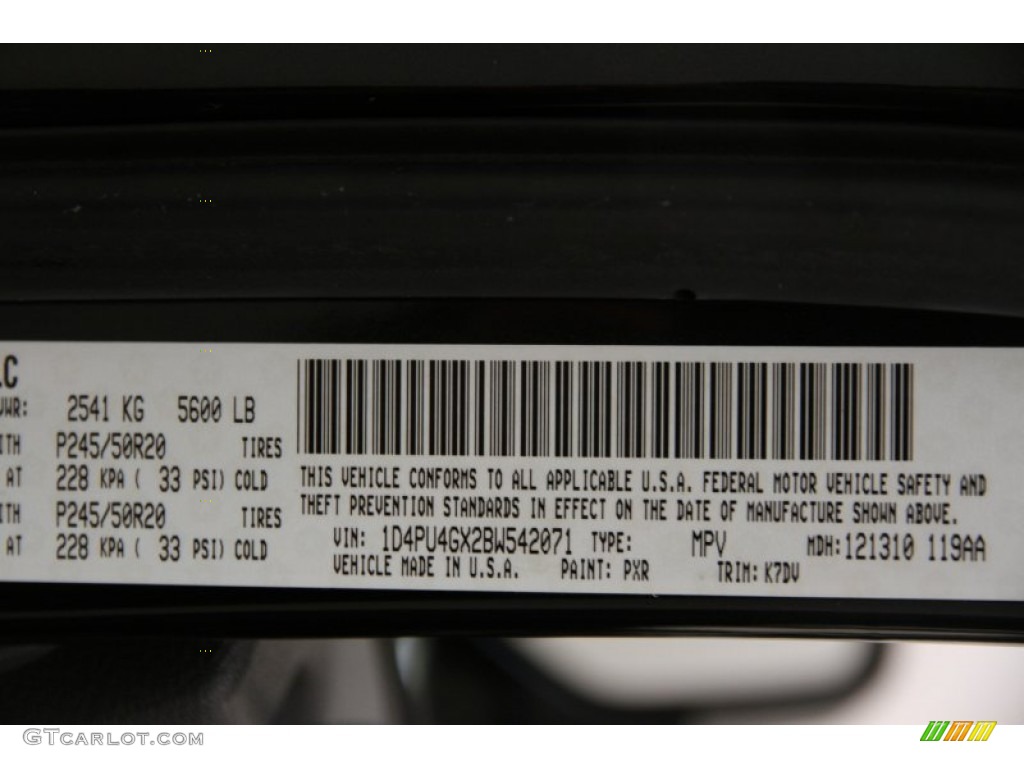 LC
VWR: 2541 KG 5600 LB
ITH P245/50R20 TIRES
AT 228 KPA ( 33 PSI) COLD
ITH P245/50R20 TIRES
AT 228 KPA ( 33 PSI) COLD
THIS VEHICLE CONFORMS TO ALL APPLICABLE U.S.A. FEDERAL MOTOR VEHICLE SAFETY AND
THEFT PREVENTION STANDARDS IN EFFECT ON THE DATE OF MANUFACTURE SHOWN ABOVE.
VIN: 1D4PU4GX2BW542071 TYPE: MPV MDH: 121310 119AA
VEHICLE MADE IN U.S.A. PAINT: PXR TRIM: K7DV
GTCARLOT.COM